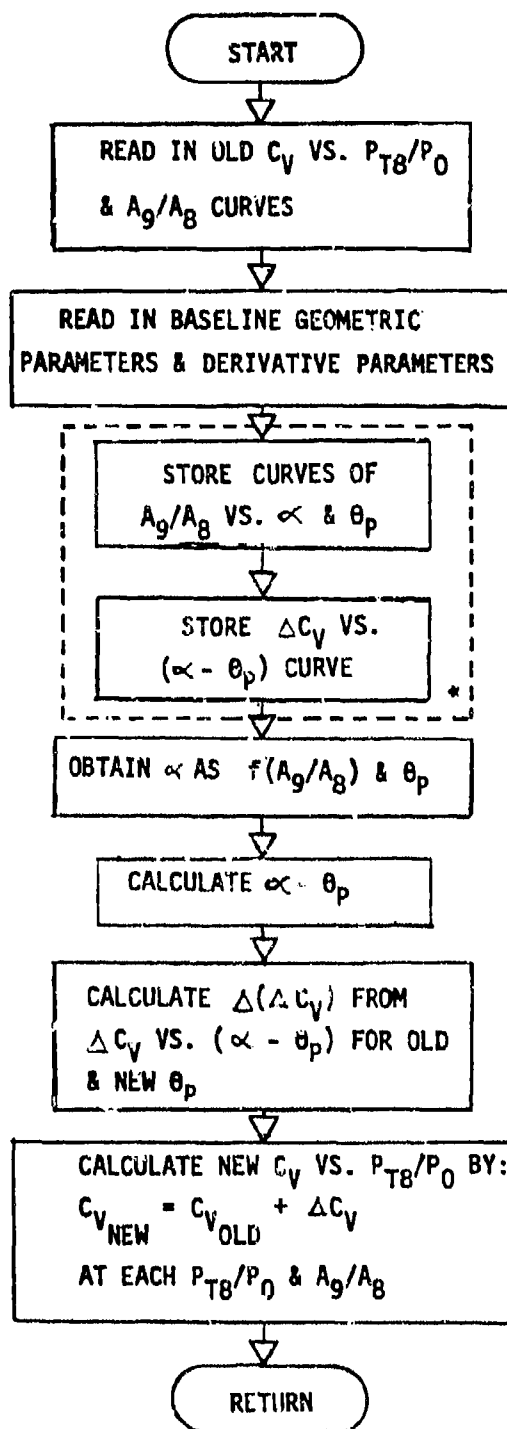 START
READ IN OLD C_V VS. P_T8/P_0
& A_9/A_8 CURVES
READ IN BASELINE GEOMETRIC
PARAMETERS & DERIVATIVE PARAMETERS
STORE CURVES OF
A_9/A_8 VS. ∝ & θ_p
STORE ΔC_V VS.
(∝ - θ_p) CURVE
*
OBTAIN ∝ AS f(A_9/A_8) & θ_p
CALCULATE ∝ - θ_p
CALCULATE Δ(ΔC_V) FROM
ΔC_V VS. (∝ - θ_p) FOR OLD
& NEW θ_p
CALCULATE NEW C_V VS. P_T8/P_0 BY:
C_V_NEW = C_V_OLD + ΔC_V
AT EACH P_T8/P_0 & A_9/A_8
RETURN